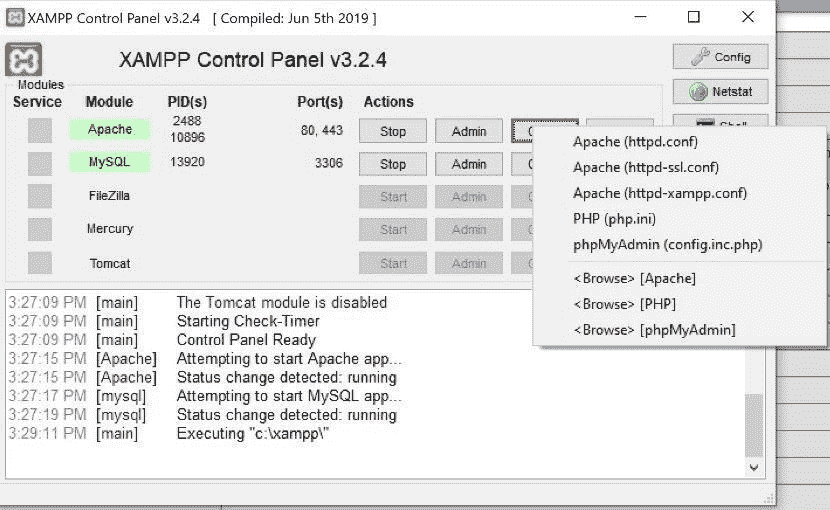 XAMPP Control Panel v3.2.4 [ Compiled: Jun 5th 2019 ]
XAMPP Control Panel v3.2.4
Config
Modules
Service Module PID(s) Port(s) Actions
Netstat
Apache 2488 10896 80, 443 Stop Admin
Shell
MySQL 13920 3306 Stop Admin
FileZilla Start Admin
Mercury Start Admin
Tomcat Start Admin
Apache (httpd.conf)
Apache (httpd-ssl.conf)
Apache (httpd-xampp.conf)
PHP (php.ini)
phpMyAdmin (config.inc.php)
<Browse> [Apache]
<Browse> [PHP]
<Browse> [phpMyAdmin]
3:27:09 PM [main] The Tomcat module is disabled
3:27:09 PM [main] Starting Check-Timer
3:27:09 PM [main] Control Panel Ready
3:27:15 PM [Apache] Attempting to start Apache app...
3:27:15 PM [Apache] Status change detected: running
3:27:17 PM [mysql] Attempting to start MySQL app...
3:27:19 PM [mysql] Status change detected: running
3:29:11 PM [main] Executing "c:\xampp\"